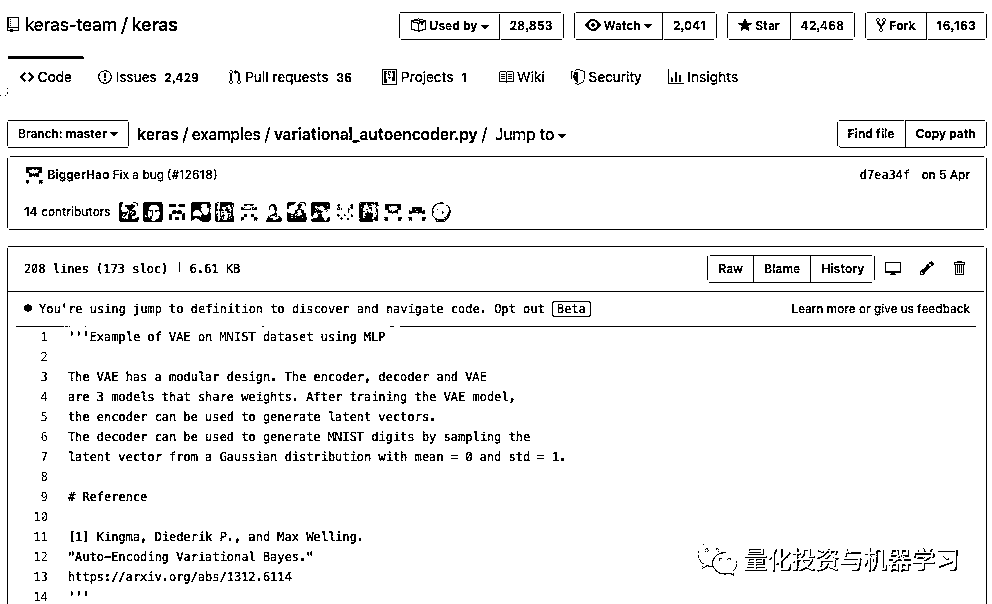 keras-team / keras
Used by 28,853 Watch 2,041 Star 42,468 Fork 16,163
Code Issues 2,429 Pull requests 36 Projects 1 Wiki Security Insights
Branch: master keras / examples / variational_autoencoder.py / Jump to Find file Copy path
BiggerHao Fix a bug (#12618) d7ea34f on 5 Apr
14 contributors
208 lines (173 sloc) | 6.61 KB Raw Blame History
You're using jump to definition to discover and navigate code. Opt out Beta Learn more or give us feedback
1 '''Example of VAE on MNIST dataset using MLP
2
3 The VAE has a modular design. The encoder, decoder and VAE
4 are 3 models that share weights. After training the VAE model,
5 the encoder can be used to generate latent vectors.
6 The decoder can be used to generate MNIST digits by sampling the
7 latent vector from a Gaussian distribution with mean = 0 and std = 1.
8
9 # Reference
10
11 [1] Kingma, Diederik P., and Max Welling.
12 "Auto-Encoding Variational Bayes."
13 https://arxiv.org/abs/1312.6114
14 '''
量化投资与机器学习